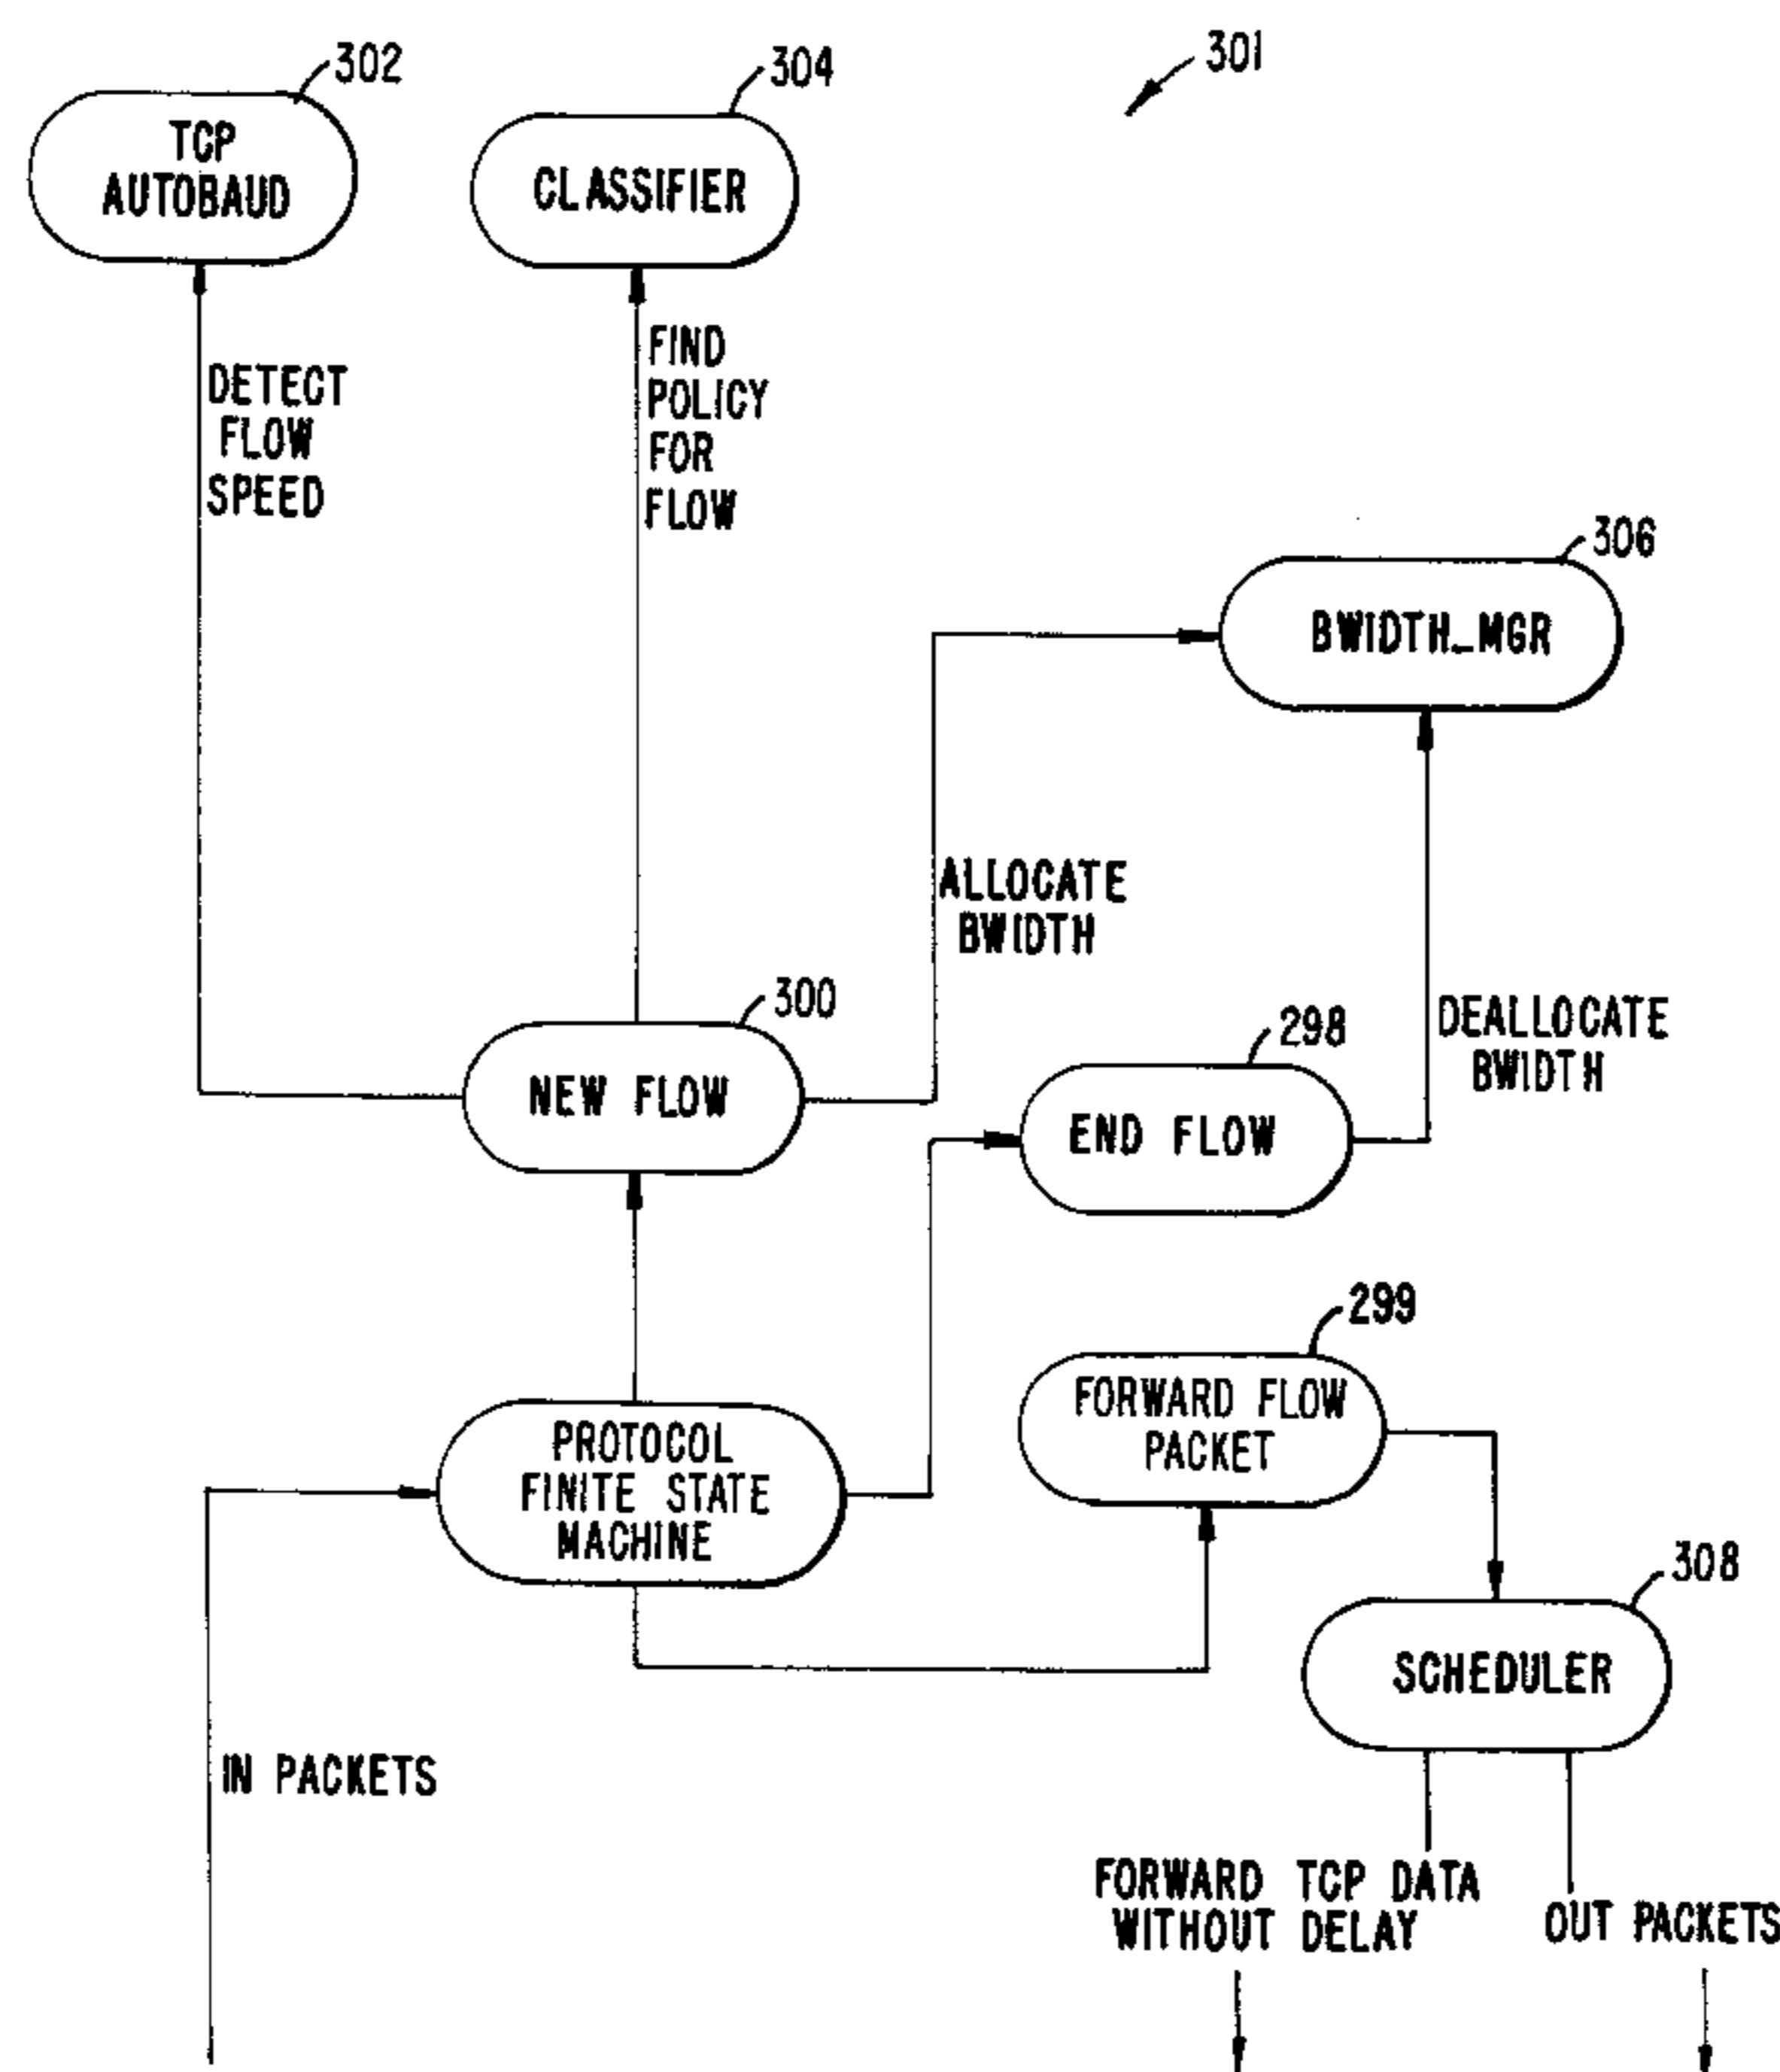 302
304
301
TCP
AUTOBAUD
CLASSIFIER
DETECT
FLOW
SPEED
FIND
POLICY
FOR
FLOW
306
BWIDTH_MGR
ALLOCATE
BWIDTH
300
298
DEALLOCATE
BWIDTH
NEW FLOW
END FLOW
299
FORWARD FLOW
PACKET
PROTOCOL
FINITE STATE
MACHINE
308
SCHEDULER
IN PACKETS
FORWARD TCP DATA
WITHOUT DELAY
OUT PACKETS